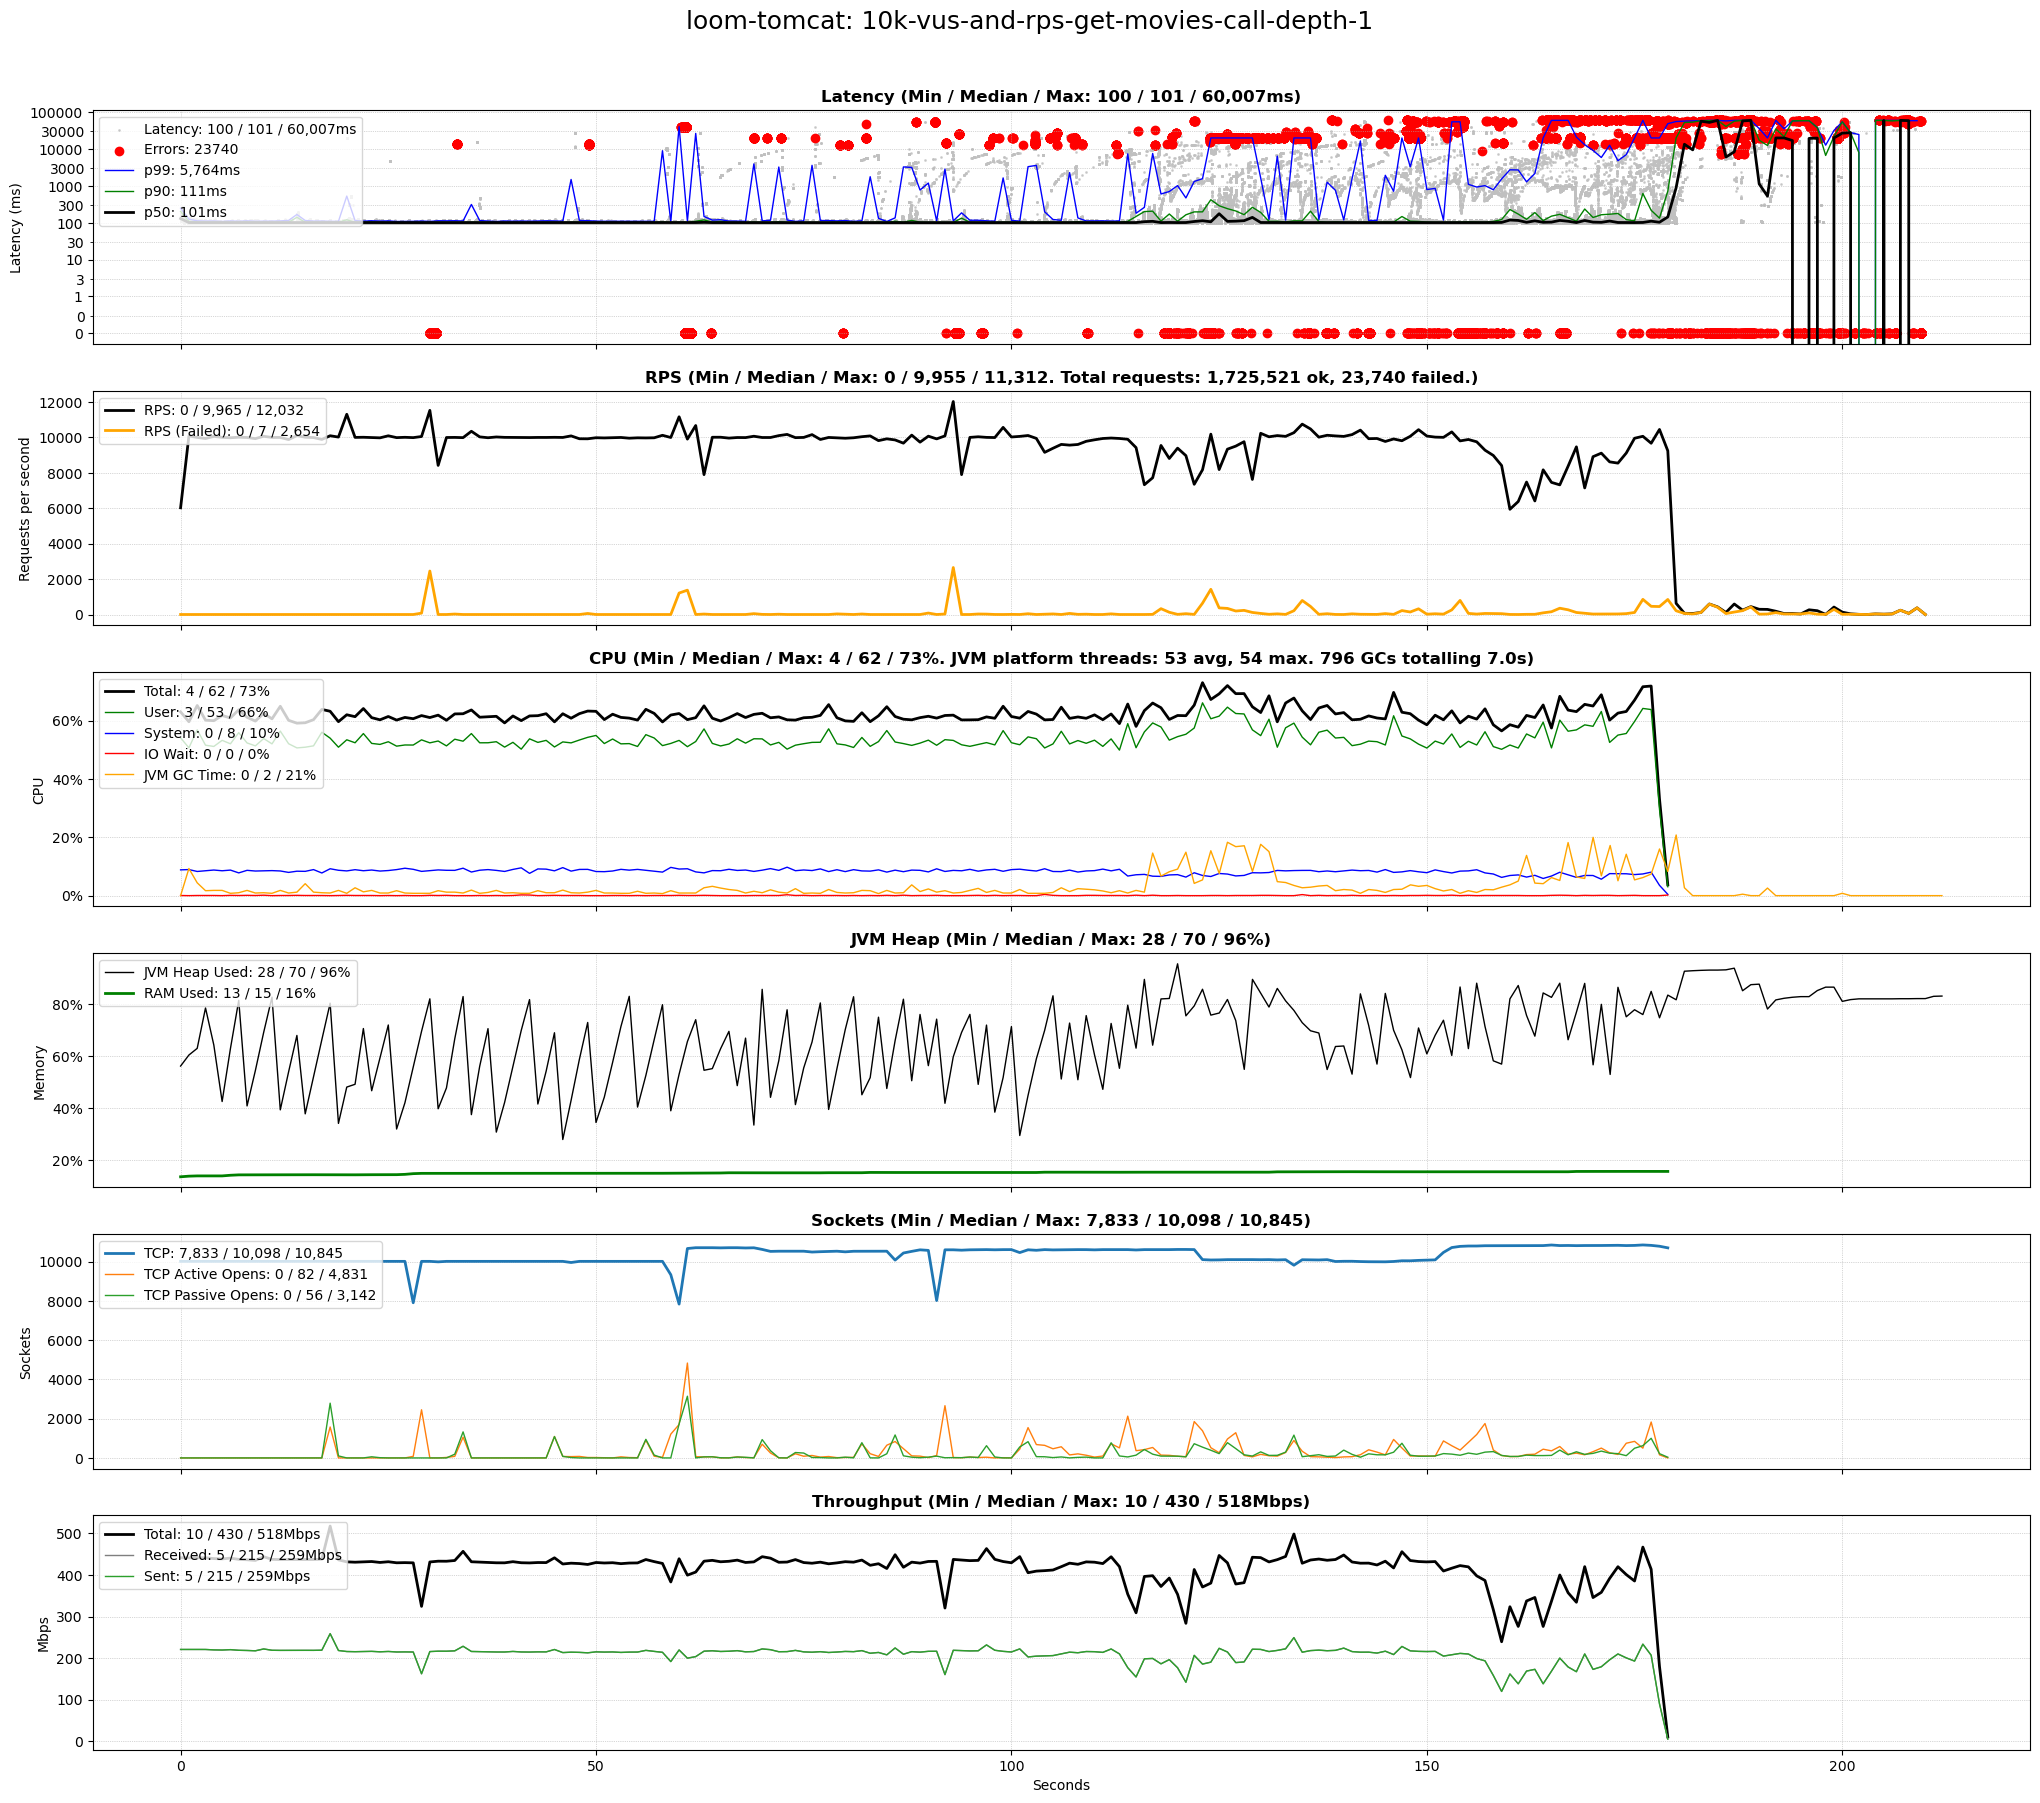 loom-tomcat: 10k-vus-and-rps-get-movies-call-depth-1
Latency (Min / Median / Max: 100 / 101 / 60,007ms)
Latency (ms)
100000
30000
10000
3000
1000
300
100
30
10
3
1
0
0
Latency: 100 / 101 / 60,007ms
Errors: 23740
p99: 5,764ms
p90: 111ms
p50: 101ms
RPS (Min / Median / Max: 0 / 9,955 / 11,312. Total requests: 1,725,521 ok, 23,740 failed.)
Requests per second
12000
10000
8000
6000
4000
2000
0
RPS: 0 / 9,965 / 12,032
RPS (Failed): 0 / 7 / 2,654
CPU (Min / Median / Max: 4 / 62 / 73%. JVM platform threads: 53 avg, 54 max. 796 GCs totalling 7.0s)
CPU
60%
40%
20%
0%
Total: 4 / 62 / 73%
User: 3 / 53 / 66%
System: 0 / 8 / 10%
IO Wait: 0 / 0 / 0%
JVM GC Time: 0 / 2 / 21%
JVM Heap (Min / Median / Max: 28 / 70 / 96%)
Memory
80%
60%
40%
20%
JVM Heap Used: 28 / 70 / 96%
RAM Used: 13 / 15 / 16%
Sockets (Min / Median / Max: 7,833 / 10,098 / 10,845)
Sockets
10000
8000
6000
4000
2000
0
TCP: 7,833 / 10,098 / 10,845
TCP Active Opens: 0 / 82 / 4,831
TCP Passive Opens: 0 / 56 / 3,142
Throughput (Min / Median / Max: 10 / 430 / 518Mbps)
Mbps
500
400
300
200
100
0
Total: 10 / 430 / 518Mbps
Received: 5 / 215 / 259Mbps
Sent: 5 / 215 / 259Mbps
0
50
100
150
200
Seconds